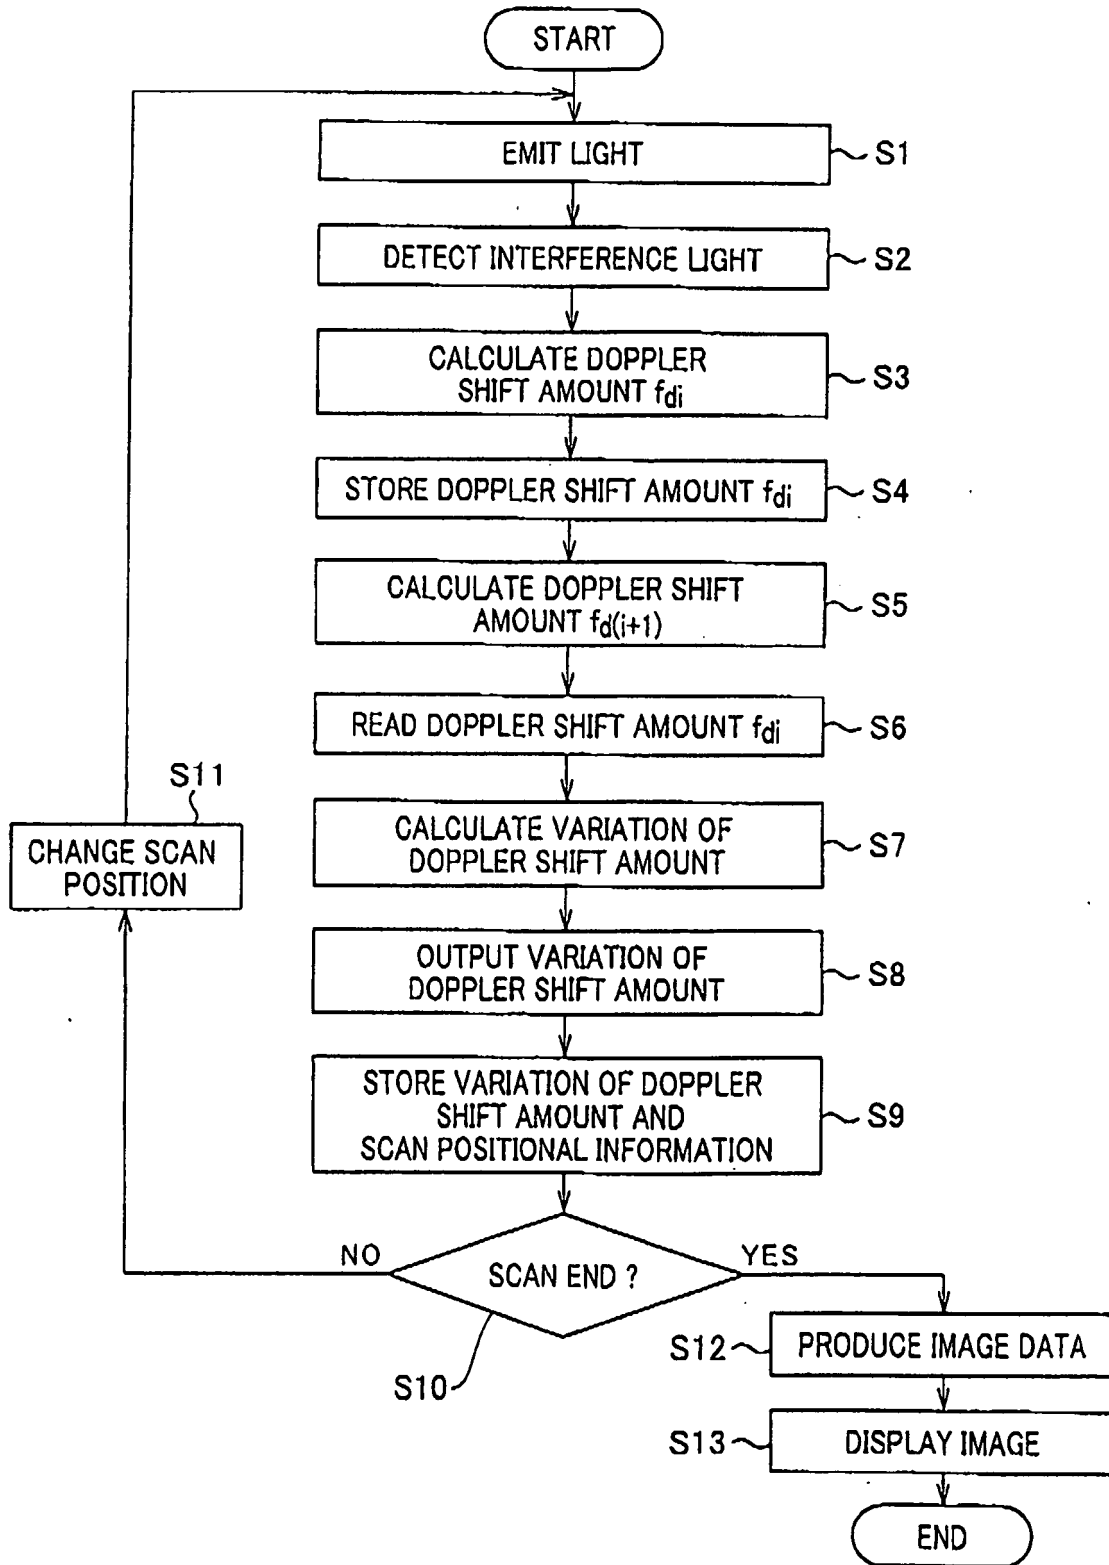 START
EMIT LIGHT
S1
DETECT INTERFERENCE LIGHT
S2
CALCULATE DOPPLER
SHIFT AMOUNT fdi
S3
STORE DOPPLER SHIFT AMOUNT fdi
S4
CALCULATE DOPPLER SHIFT
AMOUNT fd(i+1)
S5
READ DOPPLER SHIFT AMOUNT fdi
S6
S11
CHANGE SCAN
POSITION
CALCULATE VARIATION OF
DOPPLER SHIFT AMOUNT
S7
OUTPUT VARIATION OF
DOPPLER SHIFT AMOUNT
S8
STORE VARIATION OF DOPPLER
SHIFT AMOUNT AND
SCAN POSITIONAL INFORMATION
S9
NO
SCAN END ?
YES
S10
S12
PRODUCE IMAGE DATA
S13
DISPLAY IMAGE
END